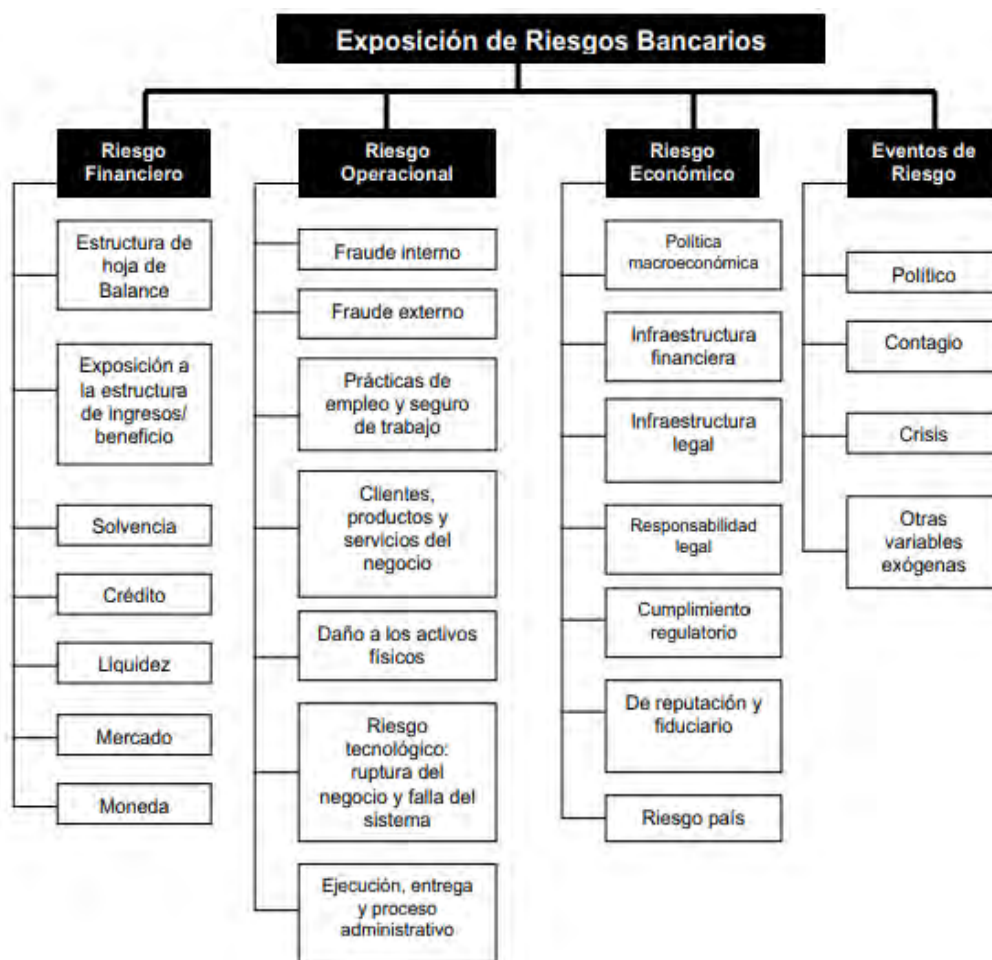 Exposición de Riesgos Bancarios
Riesgo
Financiero
Estructura de
hoja de
Balance
Exposición a
la estructura
de ingresos/
beneficio
Solvencia
Crédito
Liquidez
Mercado
Moneda
Riesgo
Operacional
Fraude interno
Fraude externo
Prácticas de
empleo y seguro
de trabajo
Clientes,
productos y
servicios del
negocio
Daño a los activos
físicos
Riesgo
tecnológico:
ruptura del
negocio y falla del
sistema
Ejecución, entrega
y proceso
administrativo
Riesgo
Económico
Política
macroeconómica
Infraestructura
financiera
Infraestructura
legal
Responsabilidad
legal
Cumplimiento
regulatorio
De reputación y
fiduciario
Riesgo país
Eventos de
Riesgo
Político
Contagio
Crisis
Otras
variables
exógenas